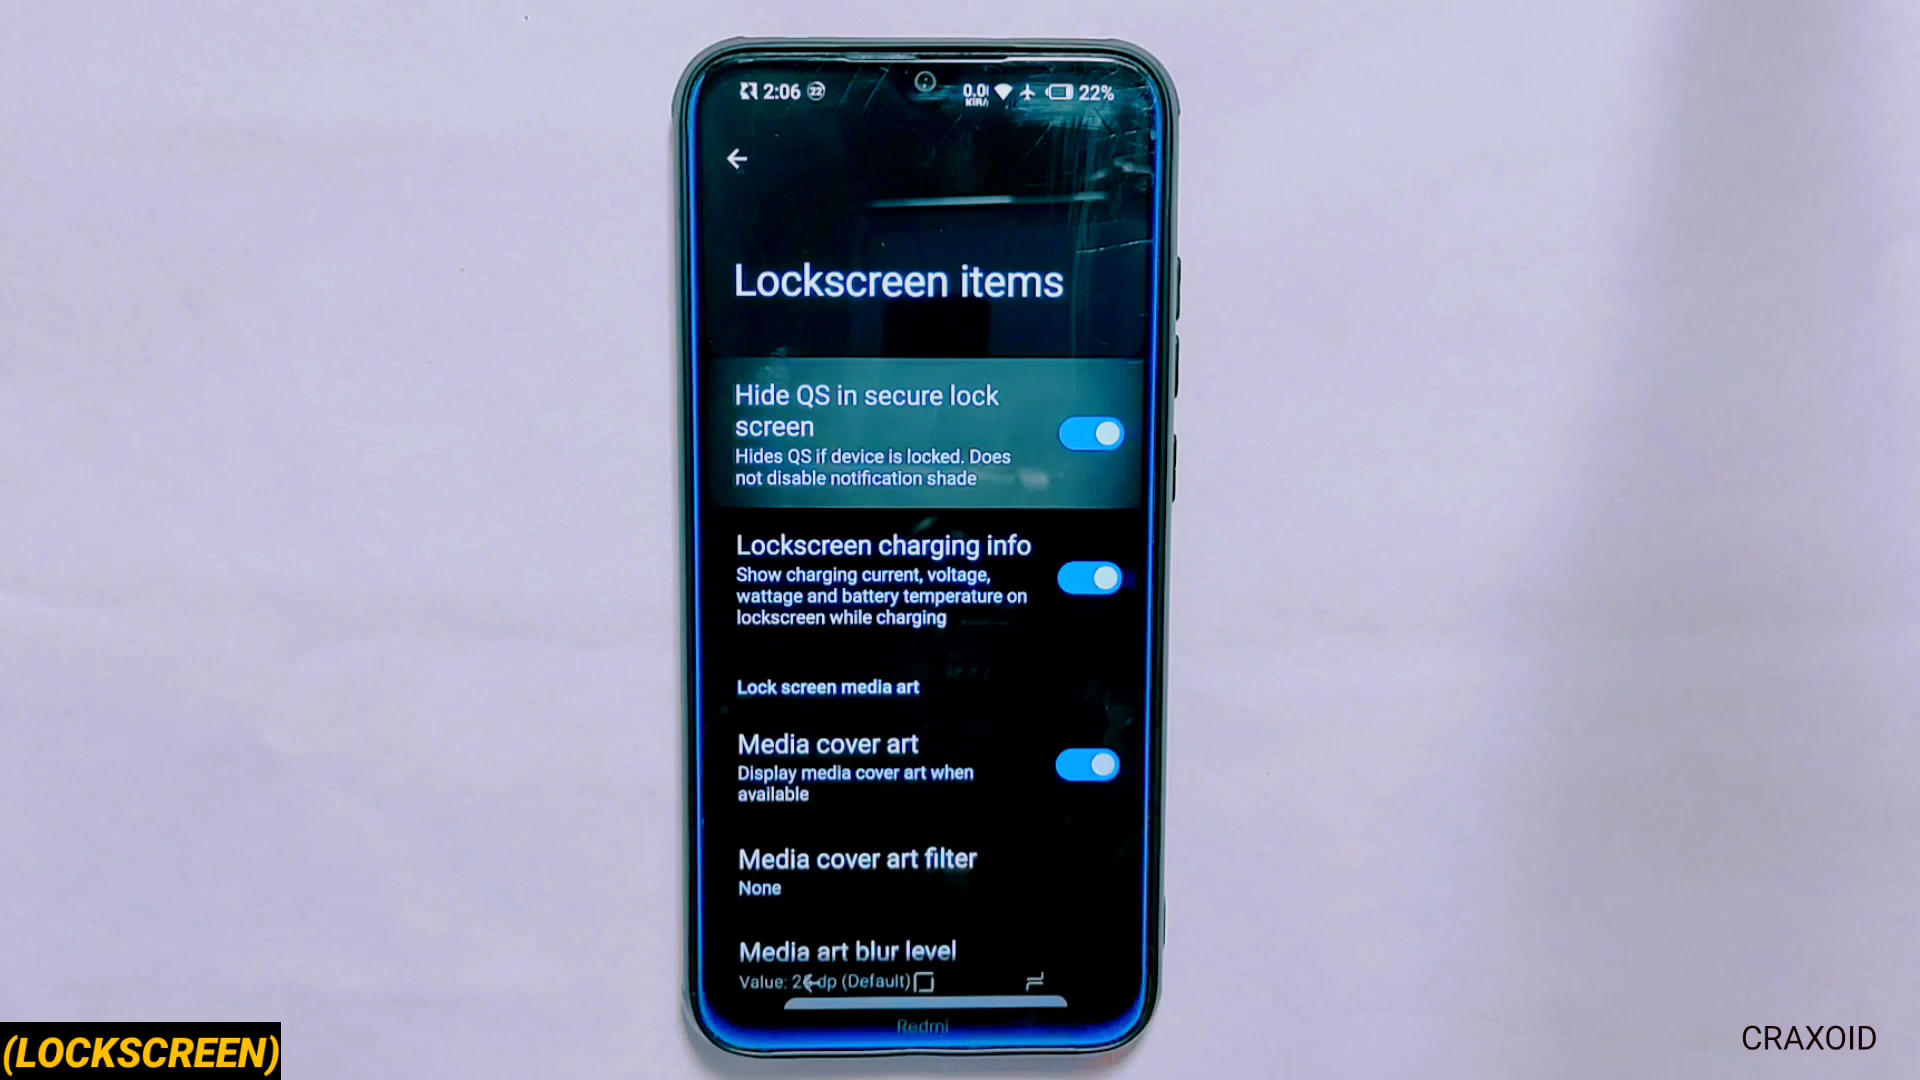 2:06 22 22%
Lockscreen items
Hide QS in secure lock
screen
Hides QS if device is locked. Does
not disable notification shade
Lockscreen charging info
Show charging current, voltage,
wattage and battery temperature on
lockscreen while charging
Lock screen media art
Media cover art
Display media cover art when
available
Media cover art filter
None
Media art blur level
Value: dp (Default)
Redmi
(LOCKSCREEN)
CRAXOID